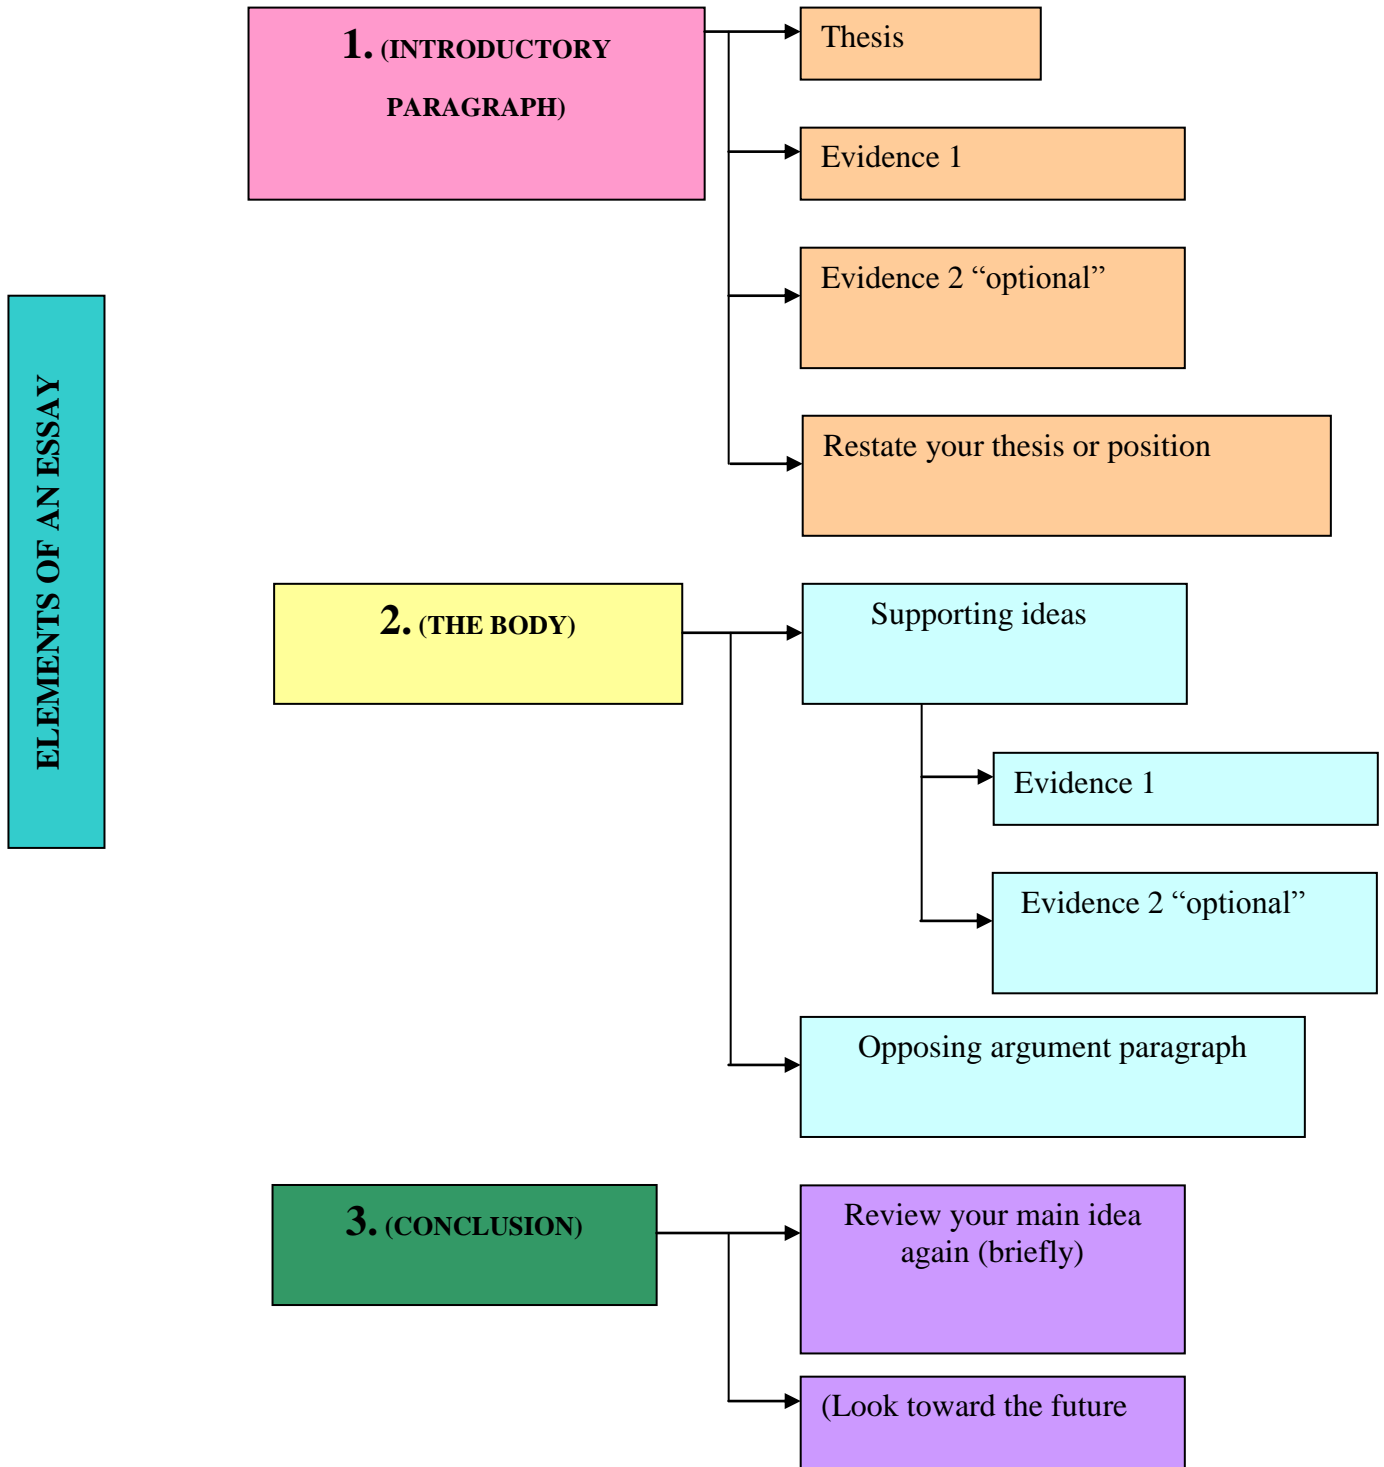 ELEMENTS OF AN ESSAY
1. (INTRODUCTORY
PARAGRAPH)
Thesis
Evidence 1
Evidence 2 “optional”
Restate your thesis or position
2. (THE BODY)
Supporting ideas
Evidence 1
Evidence 2 “optional”
Opposing argument paragraph
3. (CONCLUSION)
Review your main idea
again (briefly)
(Look toward the future